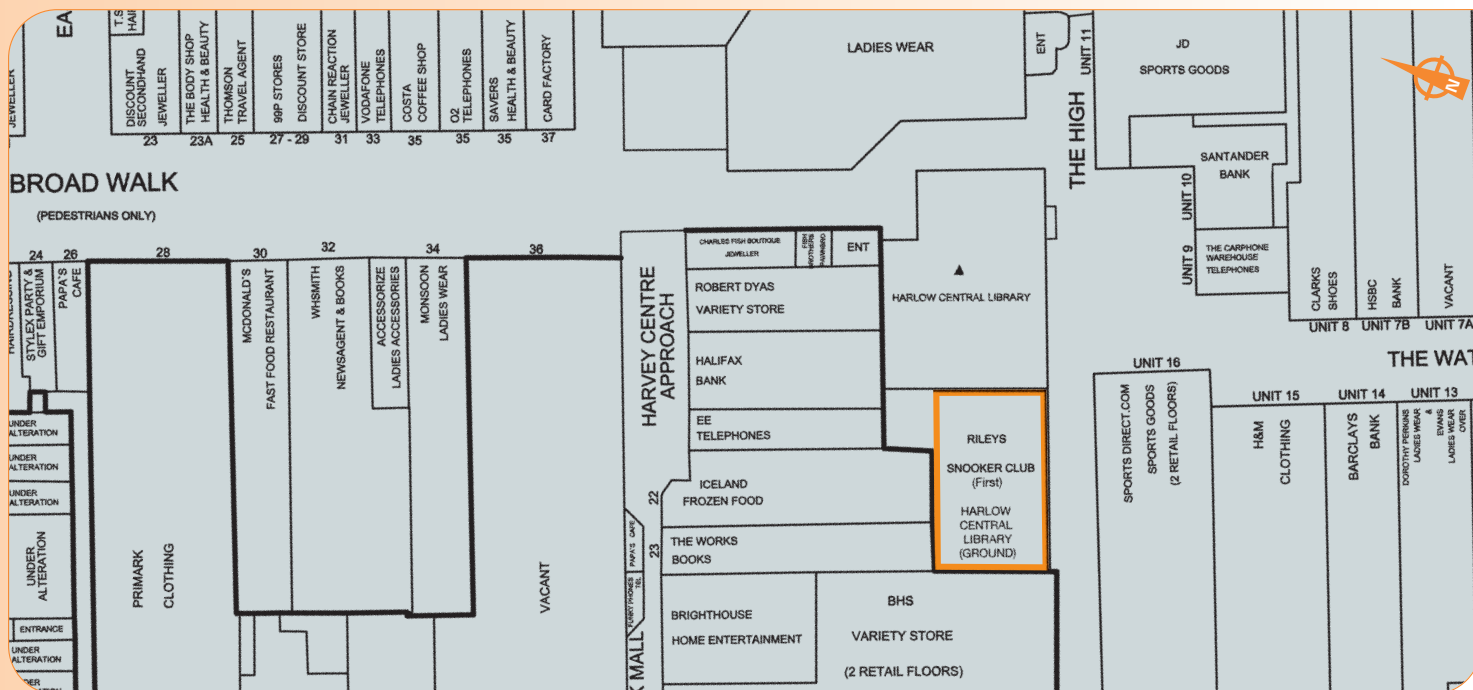 EA
T.S
HAI
JEWELLER
DISCOUNT
SECONDHAND
JEWELLER
THE BODY SHOP
HEALTH & BEAUTY
THOMSON
TRAVEL AGENT
99P STORES
DISCOUNT STORE
CHAIN REACTION
JEWELLER
VODAFONE
TELEPHONES
COSTA
COFFEE SHOP
O2
TELEPHONES
SAVERS
HEALTH & BEAUTY
CARD FACTORY
23
23A
25
27 - 29
31
33
35
35
35
37
LADIES WEAR
ENT
UNIT 11
THE HIGH
JD
SPORTS GOODS
N
SANTANDER
BANK
UNIT 10
UNIT 9
THE CARPHONE
WAREHOUSE
TELEPHONES
CLARKS
SHOES
HSBC
BANK
VACANT
UNIT 8
UNIT 7B
UNIT 7A
BROAD WALK
(PEDESTRIANS ONLY)
24
26
28
30
32
34
36
HAIRDRESSING
STYLEX PARTY &
GIFT EMPORIUM
PAPA'S
CAFE
PRIMARK
CLOTHING
MCDONALD'S
FAST FOOD RESTAURANT
WHSMITH
NEWSAGENT & BOOKS
ACCESSORIZE
LADIES ACCESSORIES
MONSOON
LADIES WEAR
VACANT
UNDER
ALTERATION
UNDER
ALTERATION
UNDER
ALTERATION
UNDER
ALTERATION
ENTRANCE
UNDER
ALTERATION
HARVEY CENTRE
APPROACH
CHARLES FISH BOUTIQUE
JEWELLER
FISH
BROTHERS
PAWNBRO
ENT
ROBERT DYAS
VARIETY STORE
HALIFAX
BANK
EE
TELEPHONES
22
ICELAND
FROZEN FOOD
23
THE WORKS
BOOKS
PAPA'S CAFE
FUNKY PHONES
TEL
K MALL
BRIGHTHOUSE
HOME ENTERTAINMENT
BHS
VARIETY STORE
(2 RETAIL FLOORS)
HARLOW CENTRAL LIBRARY
RILEYS
SNOOKER CLUB
(First)
HARLOW
CENTRAL
LIBRARY
(GROUND)
THE WAT
UNIT 16
UNIT 15
UNIT 14
UNIT 13
SPORTS DIRECT.COM
SPORTS GOODS
(2 RETAIL FLOORS)
H&M
CLOTHING
BARCLAYS
BANK
DOROTHY PERKINS
LADIES WEAR
&
EVANS
LADIES WEAR
OVER